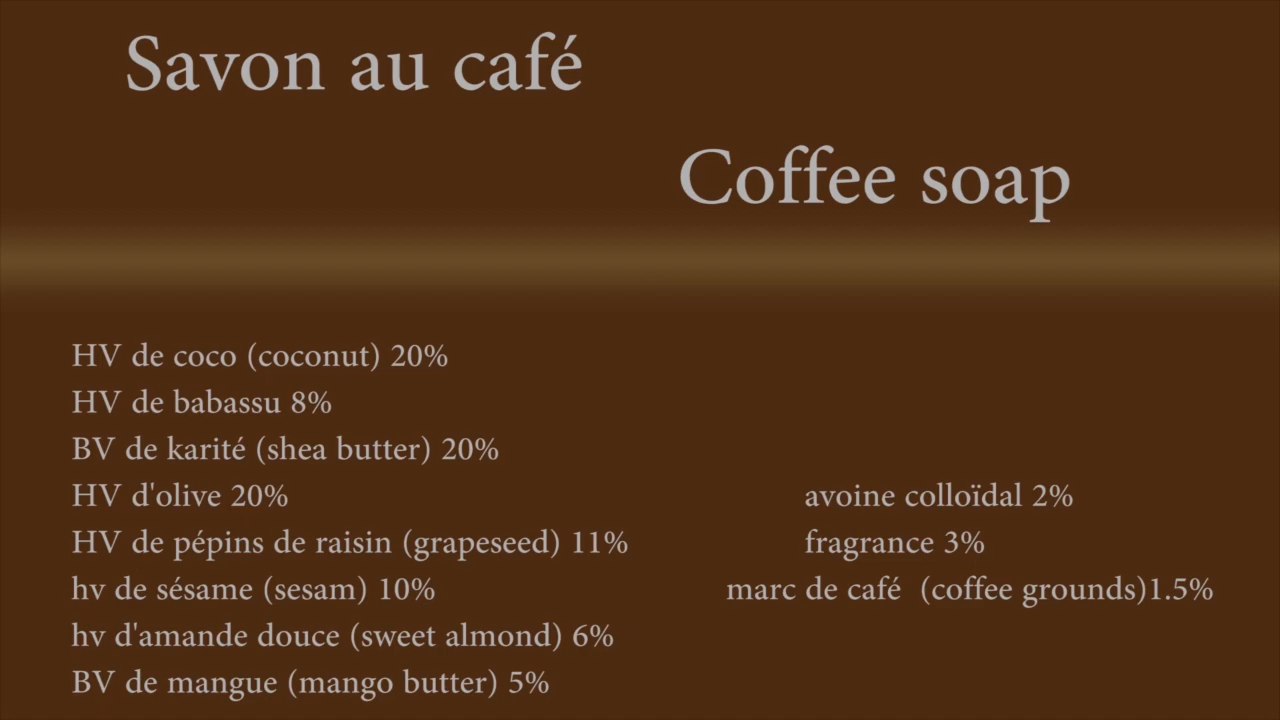 Savon au café
Coffee soap
HV de coco (coconut) 20%
HV de babassu 8%
BV de karité (shea butter) 20%
HV d'olive 20%
HV de pépins de raisin (grapeseed) 11%
hv de sésame (sesam) 10%
hv d'amande douce (sweet almond) 6%
BV de mangue (mango butter) 5%
avoine colloïdal 2%
fragrance 3%
marc de café  (coffee grounds)1.5%